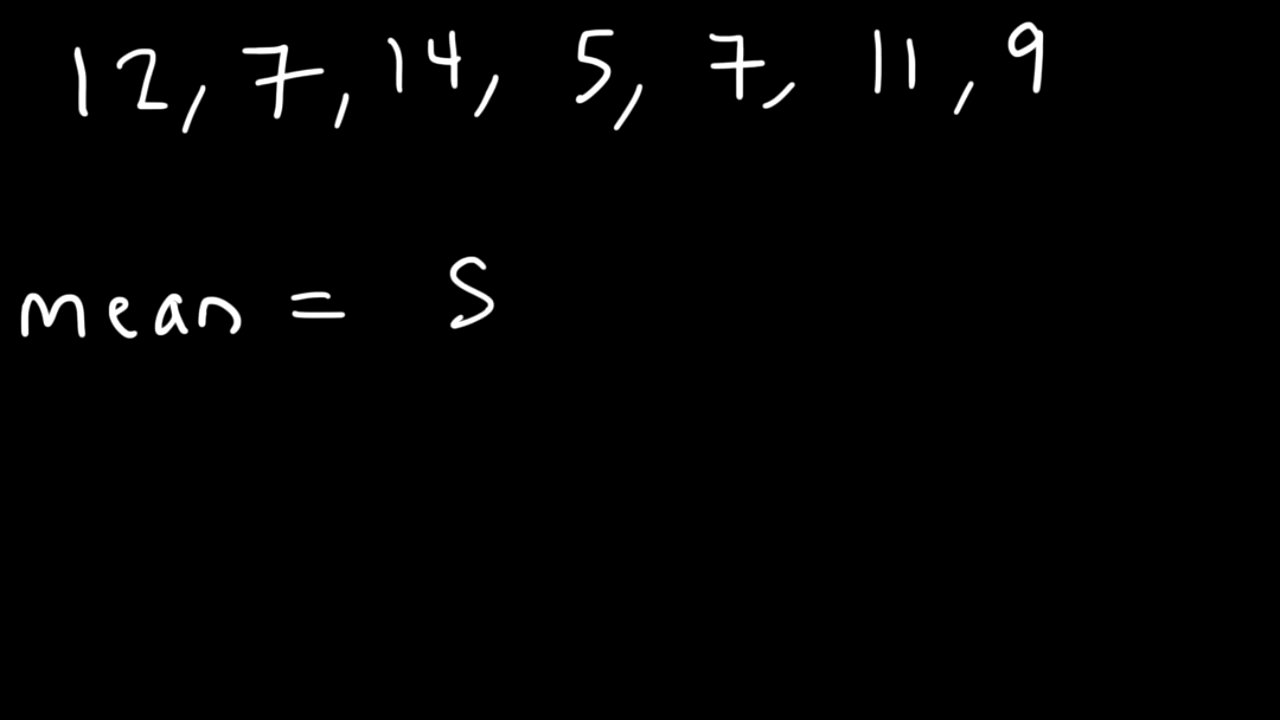 12, 7, 14, 5, 7, 11, 9
mean = S